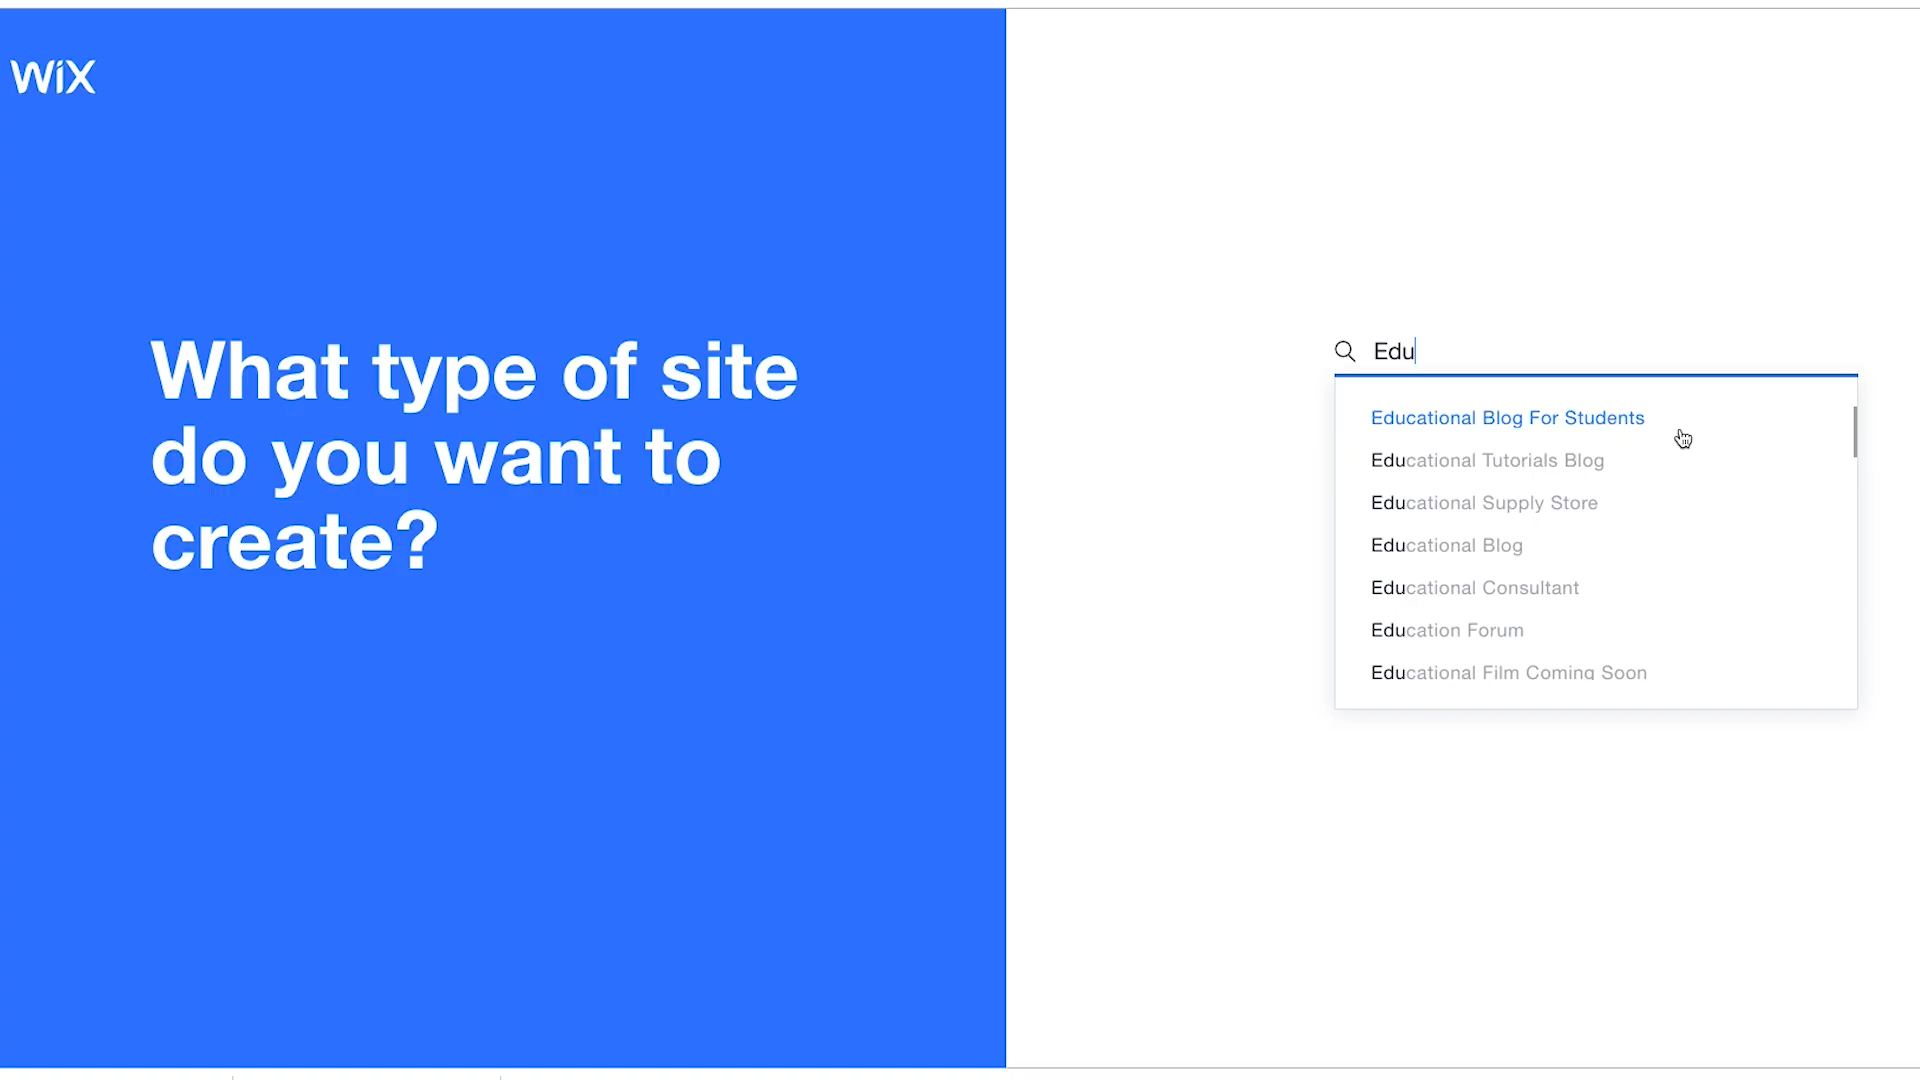 WiX
What type of site
do you want to
create?
Edu
Educational Blog For Students
Educational Tutorials Blog
Educational Supply Store
Educational Blog
Educational Consultant
Education Forum
Educational Film Coming Soon